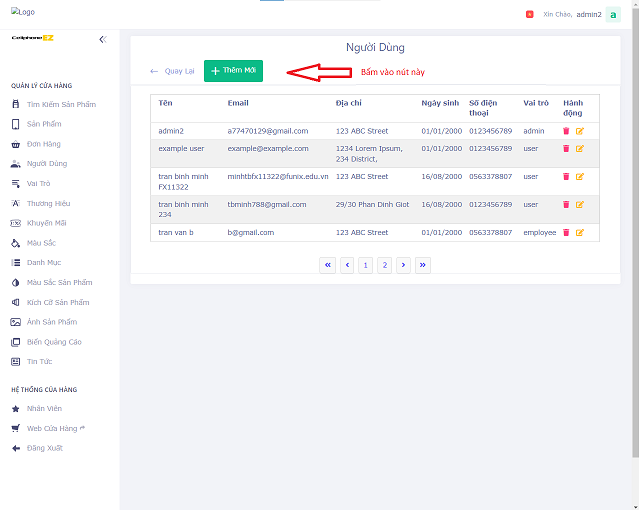 Logo
Xin Chào, admin2 a
Cellphone
QUẢN LÝ CỬA HÀNG
Tìm Kiếm Sản Phẩm
Sản Phẩm
Đơn Hàng
Người Dùng
Vai Trò
Thương Hiệu
Khuyến Mãi
Màu Sắc
Danh Mục
Màu Sắc Sản Phẩm
Kích Cỡ Sản Phẩm
Ảnh Sản Phẩm
Biển Quảng Cáo
Tin Tức
HỆ THỐNG CỦA HÀNG
Nhân Viên
Web Cửa Hàng
Đăng Xuất
Người Dùng
Quay Lại
Thêm Mới
Bấm vào nút này
Tên Email Địa chỉ Ngày sinh Số điện thoại Vai trò Hành động
admin2 a77470129@gmail.com 123 ABC Street 01/01/2000 0123456789 admin
example user example@example.com 1234 Lorem Ipsum, 234 District, 01/01/2000 0123456789 user
tran binh minh FX11322 minhtbfx11322@funix.edu.vn 123 ABC Street 16/08/2000 0563378807 user
tran binh minh 234 tbminh788@gmail.com 29/30 Phan Dinh Giot 16/08/2000 0123456789 user
tran van b b@gmail.com 123 ABC Street 01/01/2000 0563378807 employee
« ‹ 1 2 › »